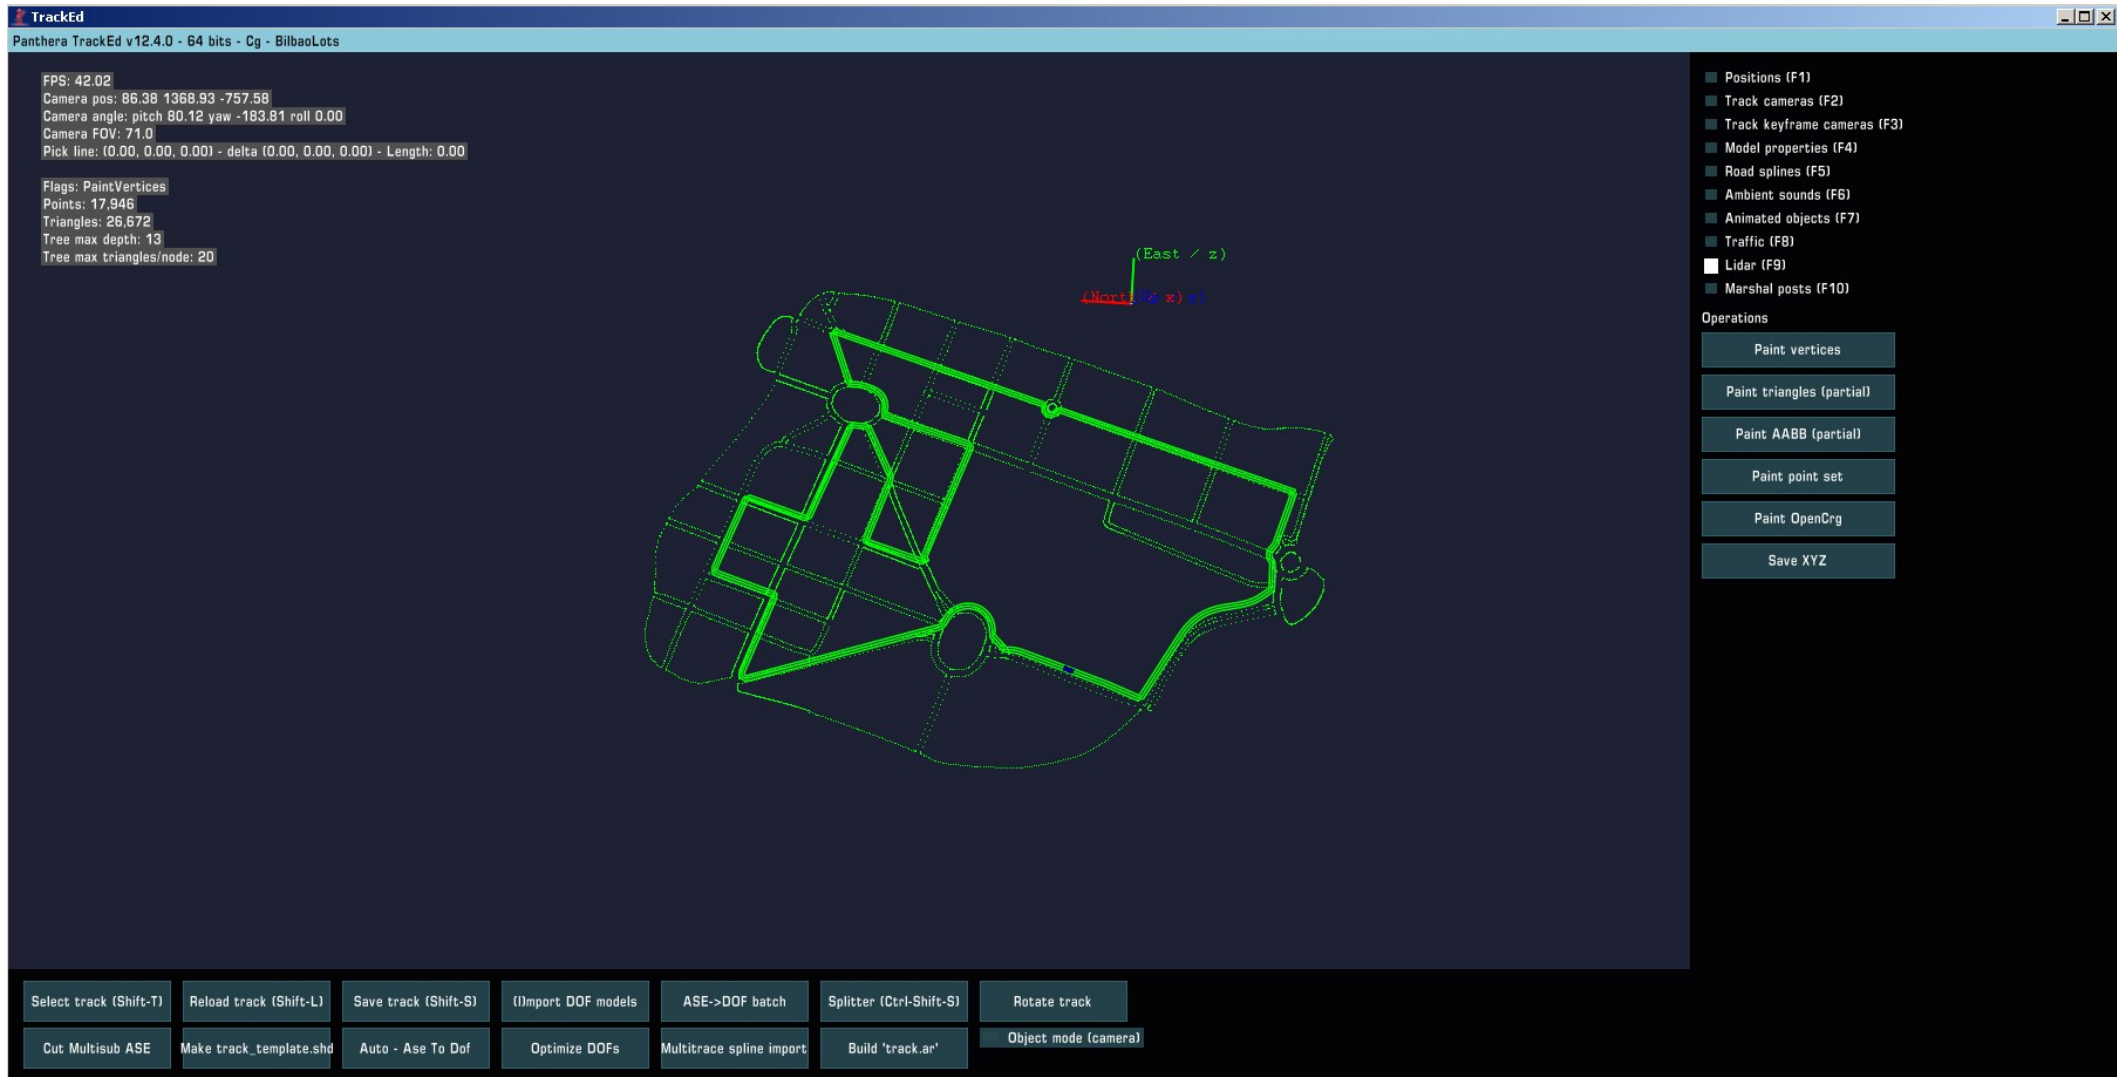 TrackEd
Panthera TrackEd v12.4.0 - 64 bits - Cg - BilbaoLots
FPS: 42.02
Camera pos: 86.38 1368.93 -757.58
Camera angle: pitch 80.12 yaw -183.81 roll 0.00
Camera FOV: 71.0
Pick line: (0.00, 0.00, 0.00) - delta (0.00, 0.00, 0.00) - Length: 0.00
Flags: PaintVertices
Points: 17,946
Triangles: 26,672
Tree max depth: 13
Tree max triangles/node: 20
(East / z)
Positions (F1)
Track cameras (F2)
Track keyframe cameras (F3)
Model properties (F4)
Road splines (F5)
Ambient sounds (F6)
Animated objects (F7)
Traffic (F8)
Lidar (F9)
Marshal posts (F10)
Operations
Paint vertices
Paint triangles (partial)
Paint AABB (partial)
Paint point set
Paint OpenCrg
Save XYZ
Select track (Shift-T)
Reload track (Shift-L)
Save track (Shift-S)
(I)mport DOF models
ASE->DOF batch
Splitter (Ctrl-Shift-S)
Rotate track
Cut Multisub ASE
Make track_template.shd
Auto - Ase To Dof
Optimize DOFs
Multitrace spline import
Build 'track.ar'
Object mode (camera)